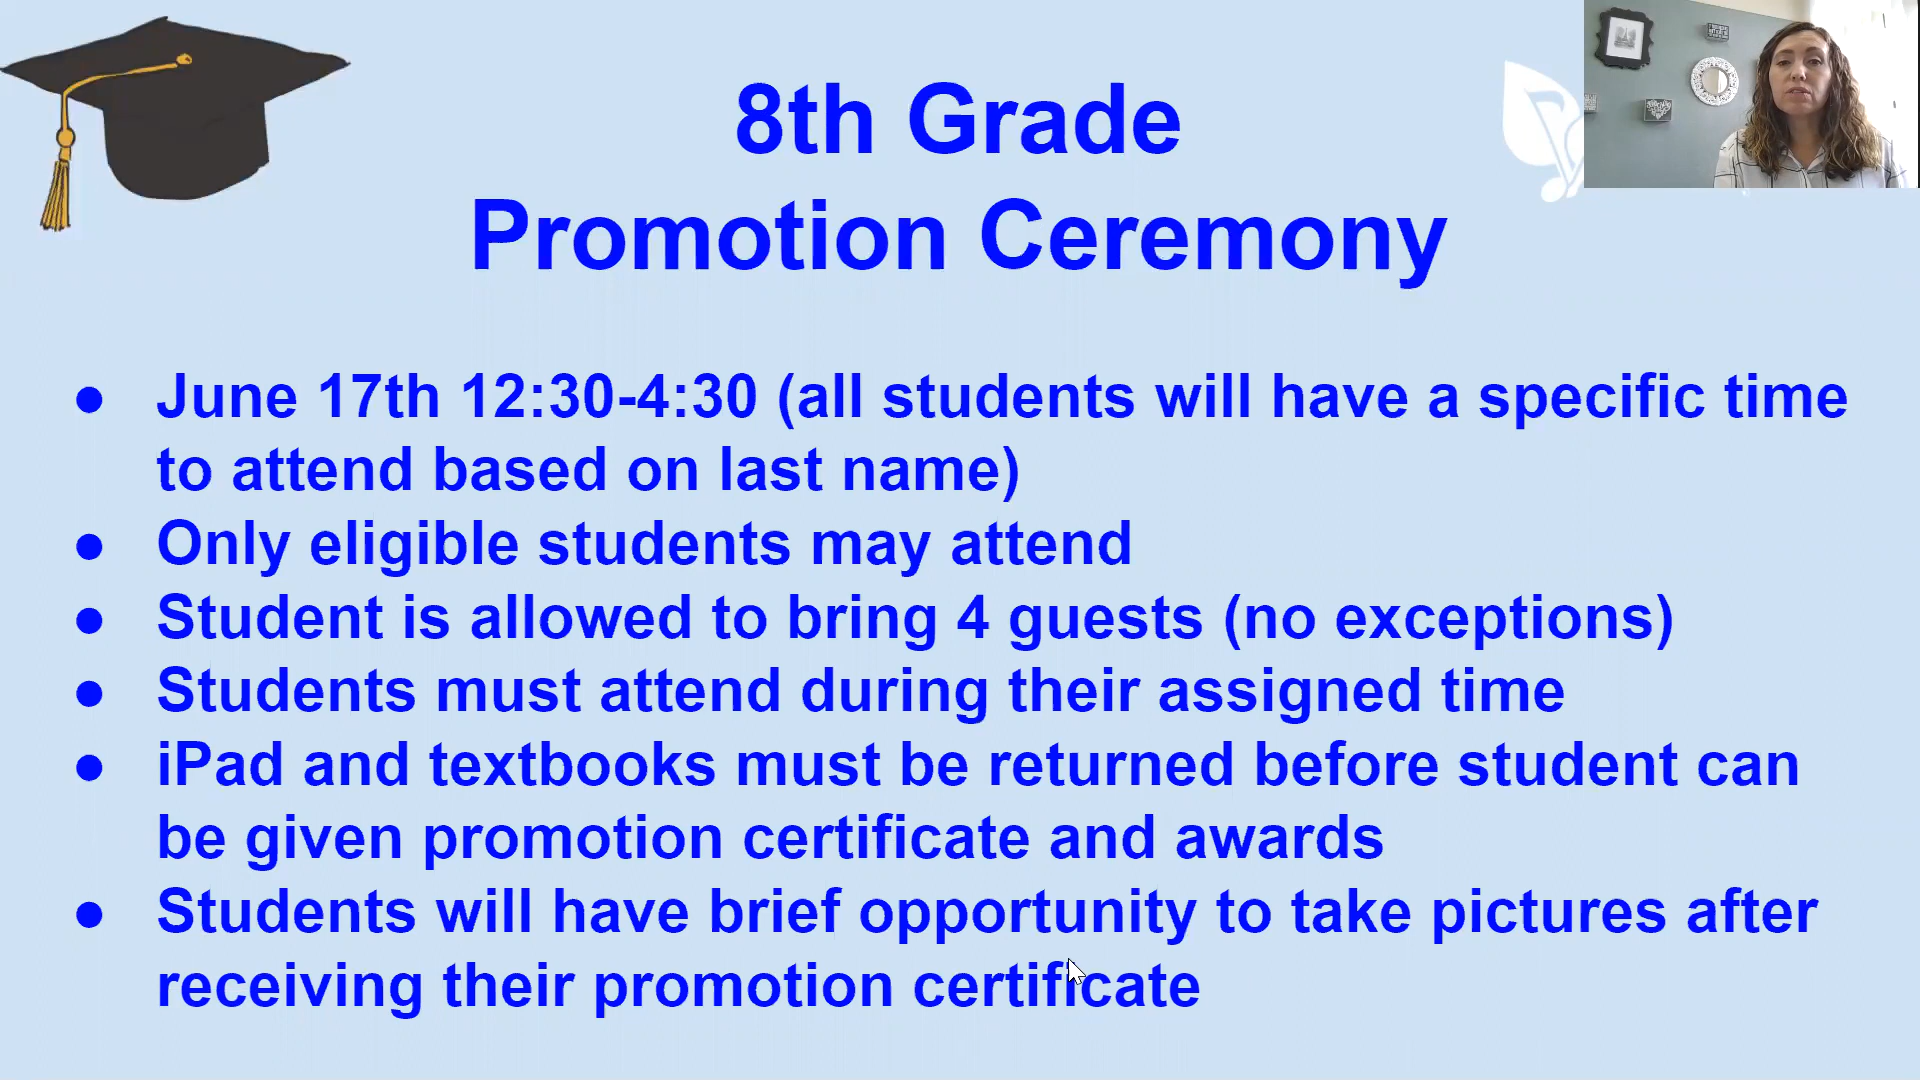 8th Grade
Promotion Ceremony
● June 17th 12:30-4:30 (all students will have a specific time
to attend based on last name)
● Only eligible students may attend
● Student is allowed to bring 4 guests (no exceptions)
● Students must attend during their assigned time
● iPad and textbooks must be returned before student can
be given promotion certificate and awards
● Students will have brief opportunity to take pictures after
receiving their promotion certificate